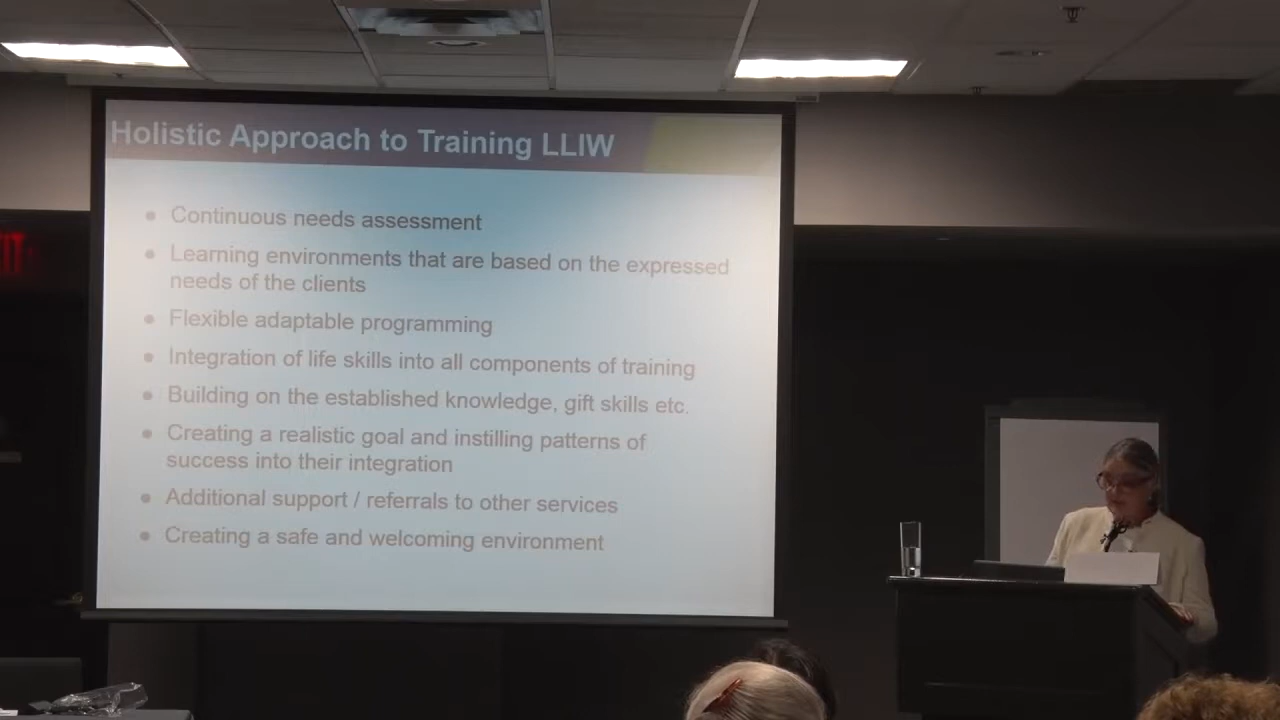 Holistic Approach to Training LLIW
• Continuous needs assessment
• Learning environments that are based on the expressed
needs of the clients
• Flexible adaptable programming
• Integration of life skills into all components of training
• Building on the established knowledge, gift skills etc.
• Creating a realistic goal and instilling patterns of
success into their integration
• Additional support / referrals to other services
• Creating a safe and welcoming environment